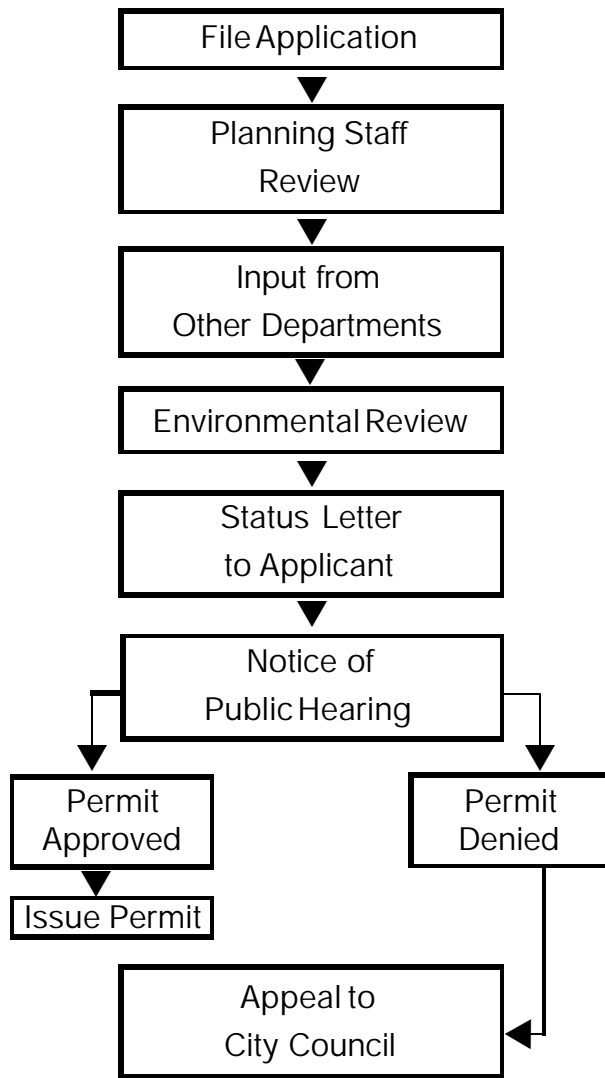 File Application
Planning Staff
Review
Input from
Other Departments
Environmental Review
Status Letter
to Applicant
Notice of
Public Hearing
Permit
Approved
Permit
Denied
Issue Permit
Appeal to
City Council